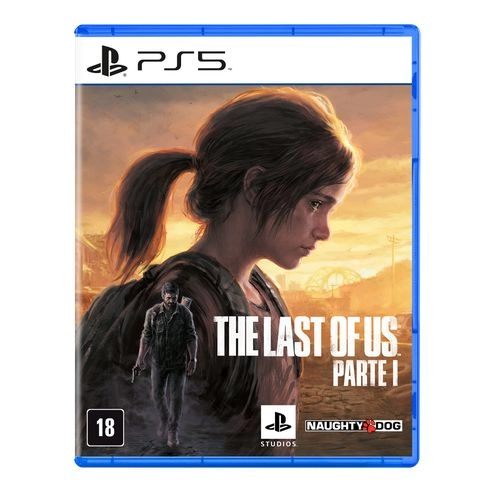 PS5
THE LAST OF US
PARTE I
18
STUDIOS
NAUGHTY DOG